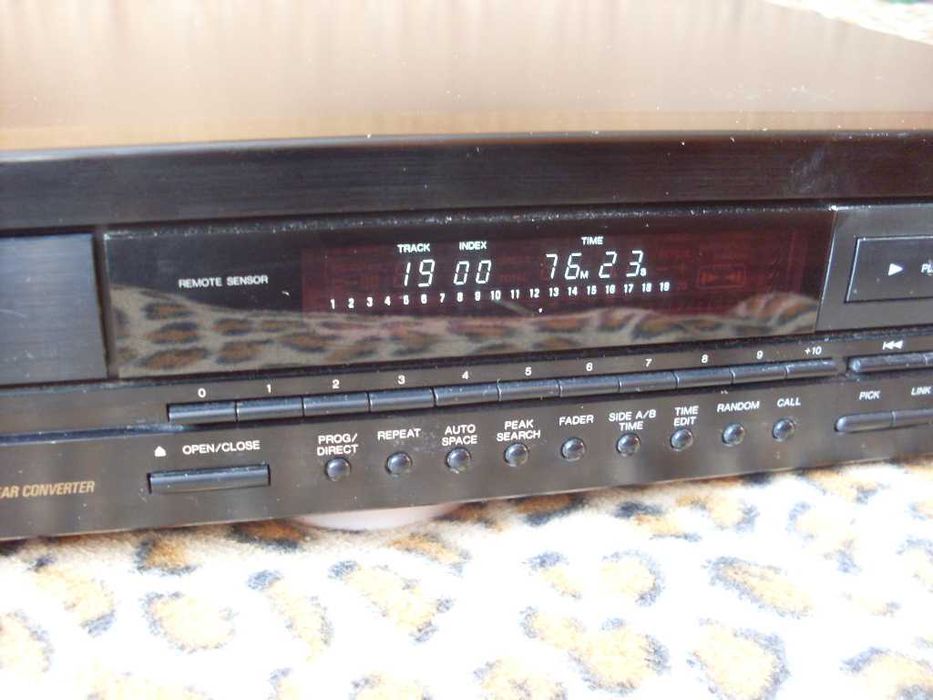 TRACK INDEX TIME
REMOTE SENSOR 19 00 76M 23S
1 2 3 4 5 6 7 8 9 10 11 12 13 14 15 16 17 18 19
0 1 2 3 4 5 6 7 8 9 +10
PICK LINK
OPEN/CLOSE
PROG/
DIRECT
REPEAT
AUTO
SPACE
PEAK
SEARCH
FADER
SIDE A/B
TIME
TIME
EDIT
RANDOM
CALL
EAR CONVERTER